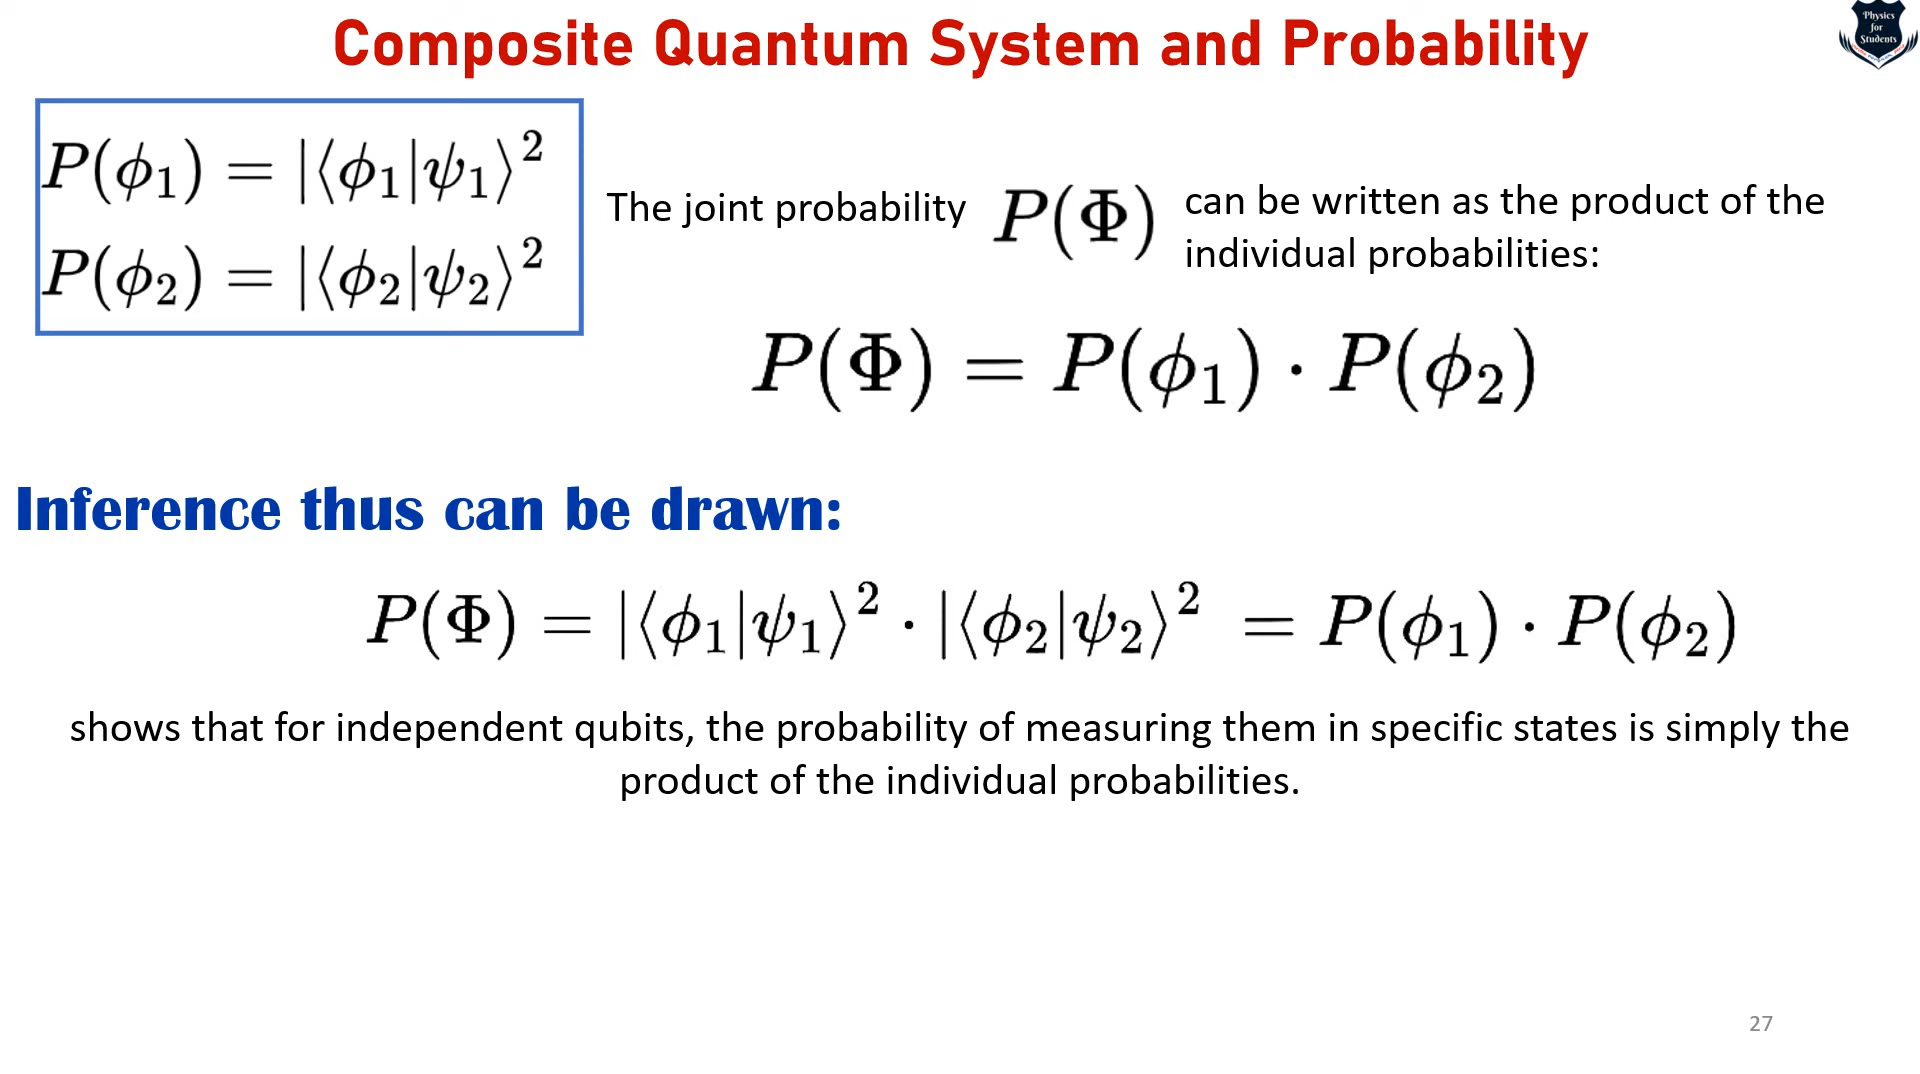 Composite Quantum System and Probability
Physics
for
Students
P(ϕ₁) = |⟨ϕ₁|ψ₁⟩²
P(ϕ₂) = |⟨ϕ₂|ψ₂⟩²
The joint probability P(Φ) can be written as the product of the
individual probabilities:
P(Φ) = P(ϕ₁) · P(ϕ₂)
Inference thus can be drawn:
P(Φ) = |⟨ϕ₁|ψ₁⟩² · |⟨ϕ₂|ψ₂⟩² = P(ϕ₁) · P(ϕ₂)
shows that for independent qubits, the probability of measuring them in specific states is simply the
product of the individual probabilities.
27